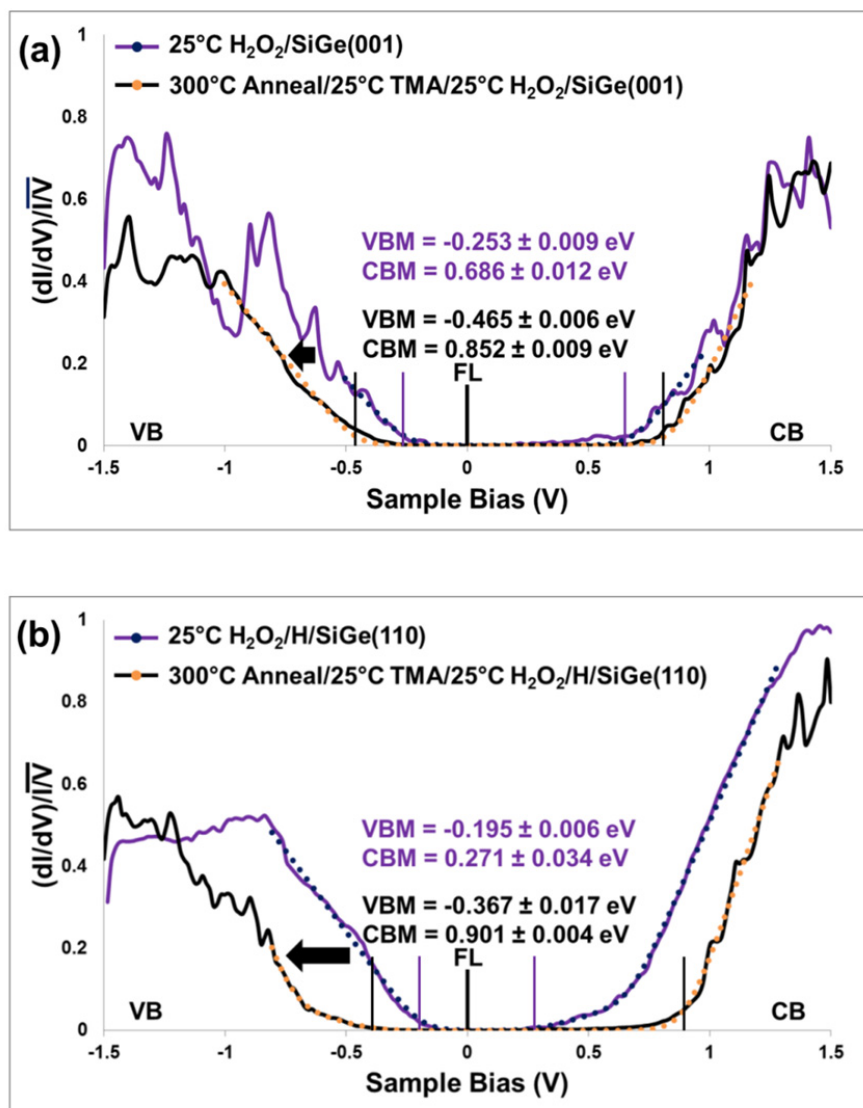 (a)
25°C H₂O₂/SiGe(001)
300°C Anneal/25°C TMA/25°C H₂O₂/SiGe(001)
1
0.8
0.6
0.4
0.2
0
(dI/dV)/I/V
VBM = -0.253 ± 0.009 eV
CBM = 0.686 ± 0.012 eV
VBM = -0.465 ± 0.006 eV
CBM = 0.852 ± 0.009 eV
FL
VB
CB
-1.5 -1 -0.5 0 0.5 1 1.5
Sample Bias (V)
(b)
25°C H₂O₂/H/SiGe(110)
300°C Anneal/25°C TMA/25°C H₂O₂/H/SiGe(110)
1
0.8
0.6
0.4
0.2
0
(dI/dV)/I/V
VBM = -0.195 ± 0.006 eV
CBM = 0.271 ± 0.034 eV
VBM = -0.367 ± 0.017 eV
CBM = 0.901 ± 0.004 eV
FL
VB
CB
-1.5 -1 -0.5 0 0.5 1 1.5
Sample Bias (V)